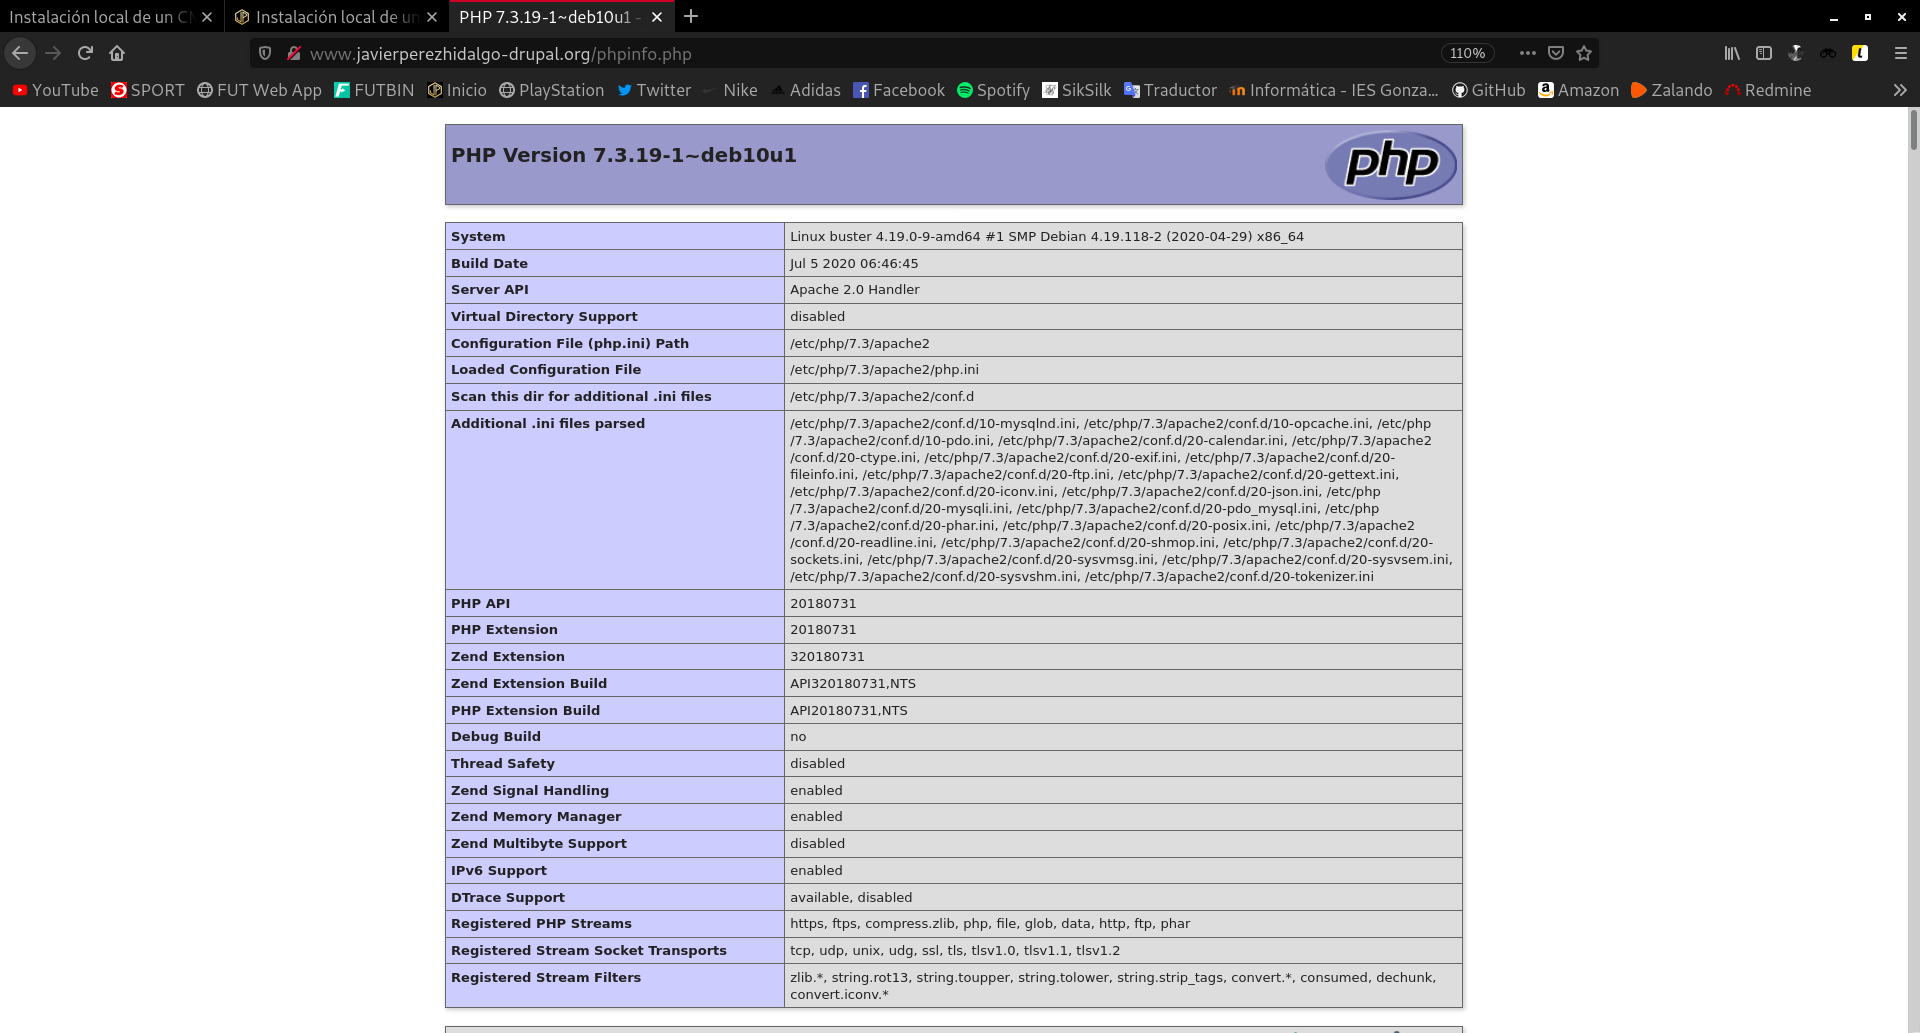 Instalación local de un C
Instalación local de un
PHP 7.3.19-1~deb10u1 -
www.javierperezhidalgo-drupal.org/phpinfo.php
110%
YouTube SPORT FUT Web App FUTBIN Inicio PlayStation Twitter Nike Adidas Facebook Spotify SikSilk Traductor Informática - IES Gonza... GitHub Amazon Zalando Redmine
PHP Version 7.3.19-1~deb10u1
php
System Linux buster 4.19.0-9-amd64 #1 SMP Debian 4.19.118-2 (2020-04-29) x86_64
Build Date Jul 5 2020 06:46:45
Server API Apache 2.0 Handler
Virtual Directory Support disabled
Configuration File (php.ini) Path /etc/php/7.3/apache2
Loaded Configuration File /etc/php/7.3/apache2/php.ini
Scan this dir for additional .ini files /etc/php/7.3/apache2/conf.d
Additional .ini files parsed /etc/php/7.3/apache2/conf.d/10-mysqlnd.ini, /etc/php/7.3/apache2/conf.d/10-opcache.ini, /etc/php
/7.3/apache2/conf.d/10-pdo.ini, /etc/php/7.3/apache2/conf.d/20-calendar.ini, /etc/php/7.3/apache2
/conf.d/20-ctype.ini, /etc/php/7.3/apache2/conf.d/20-exif.ini, /etc/php/7.3/apache2/conf.d/20-
fileinfo.ini, /etc/php/7.3/apache2/conf.d/20-ftp.ini, /etc/php/7.3/apache2/conf.d/20-gettext.ini,
/etc/php/7.3/apache2/conf.d/20-iconv.ini, /etc/php/7.3/apache2/conf.d/20-json.ini, /etc/php
/7.3/apache2/conf.d/20-mysqli.ini, /etc/php/7.3/apache2/conf.d/20-pdo_mysql.ini, /etc/php
/7.3/apache2/conf.d/20-phar.ini, /etc/php/7.3/apache2/conf.d/20-posix.ini, /etc/php/7.3/apache2
/conf.d/20-readline.ini, /etc/php/7.3/apache2/conf.d/20-shmop.ini, /etc/php/7.3/apache2/conf.d/20-
sockets.ini, /etc/php/7.3/apache2/conf.d/20-sysvmsg.ini, /etc/php/7.3/apache2/conf.d/20-sysvsem.ini,
/etc/php/7.3/apache2/conf.d/20-sysvshm.ini, /etc/php/7.3/apache2/conf.d/20-tokenizer.ini
PHP API 20180731
PHP Extension 20180731
Zend Extension 320180731
Zend Extension Build API320180731,NTS
PHP Extension Build API20180731,NTS
Debug Build no
Thread Safety disabled
Zend Signal Handling enabled
Zend Memory Manager enabled
Zend Multibyte Support disabled
IPv6 Support enabled
DTrace Support available, disabled
Registered PHP Streams https, ftps, compress.zlib, php, file, glob, data, http, ftp, phar
Registered Stream Socket Transports tcp, udp, unix, udg, ssl, tls, tlsv1.0, tlsv1.1, tlsv1.2
Registered Stream Filters zlib.*, string.rot13, string.toupper, string.tolower, string.strip_tags, convert.*, consumed, dechunk,
convert.iconv.*